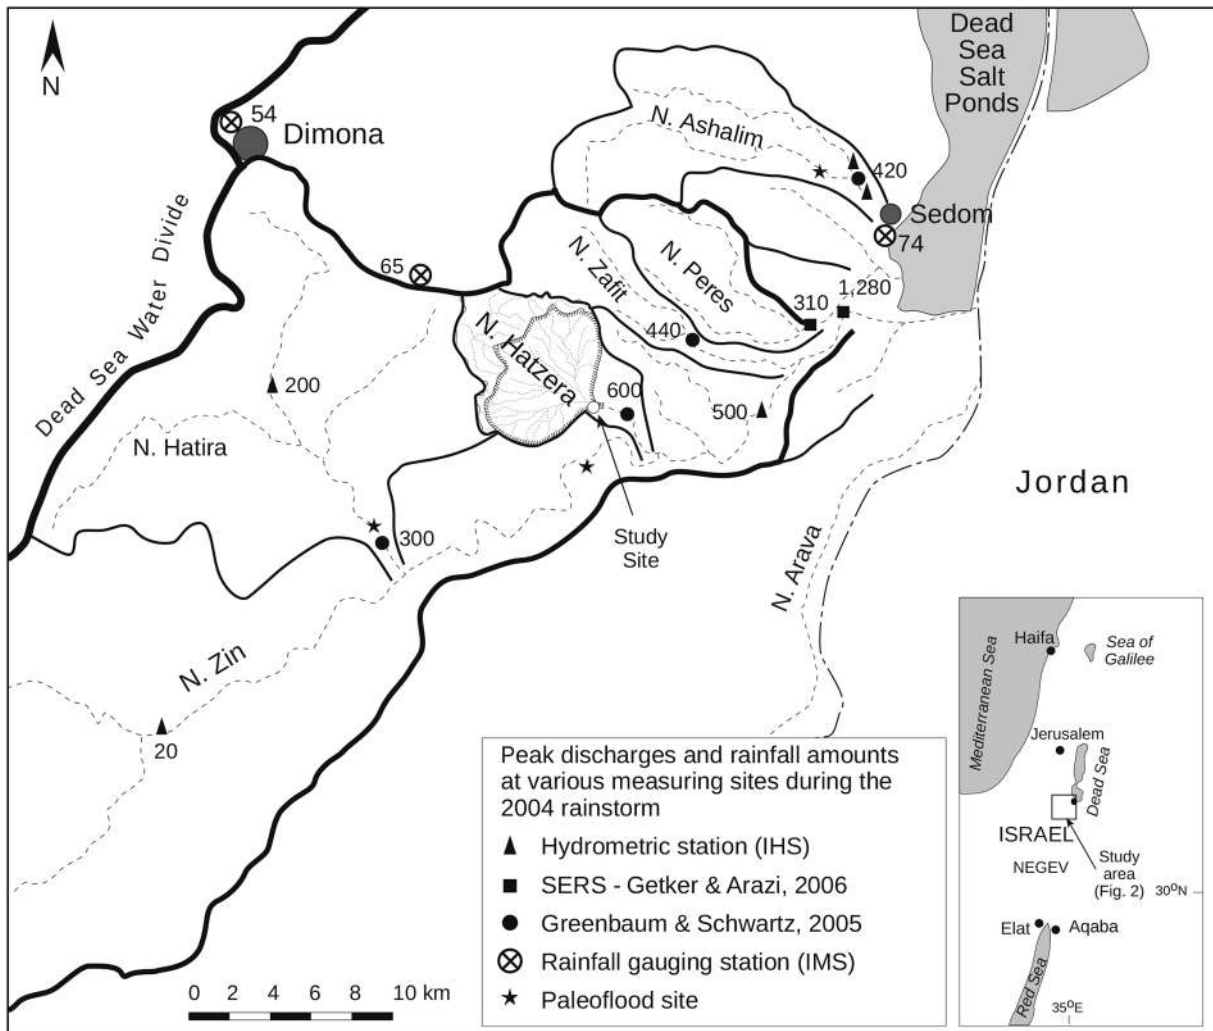 Dead
Sea
Salt
Ponds
N
54
Dimona
N. Ashalim
420
Sedom
74
Dead Sea Water Divide
65
N. Zafit
N. Peres
310
1,280
440
N. Hatzera
200
600
500
N. Hatira
Jordan
300
Study
Site
N. Arava
N. Zin
20
Peak discharges and rainfall amounts
at various measuring sites during the
2004 rainstorm
Hydrometric station (IHS)
SERS - Getker & Arazi, 2006
Greenbaum & Schwartz, 2005
Rainfall gauging station (IMS)
Paleoflood site
0 2 4 6 8 10 km
Mediterranean Sea
Haifa
Sea of
Galilee
Jerusalem
Dead Sea
ISRAEL
NEGEV
Study
area
(Fig. 2)
30ºN
Elat
Aqaba
Red Sea
35ºE